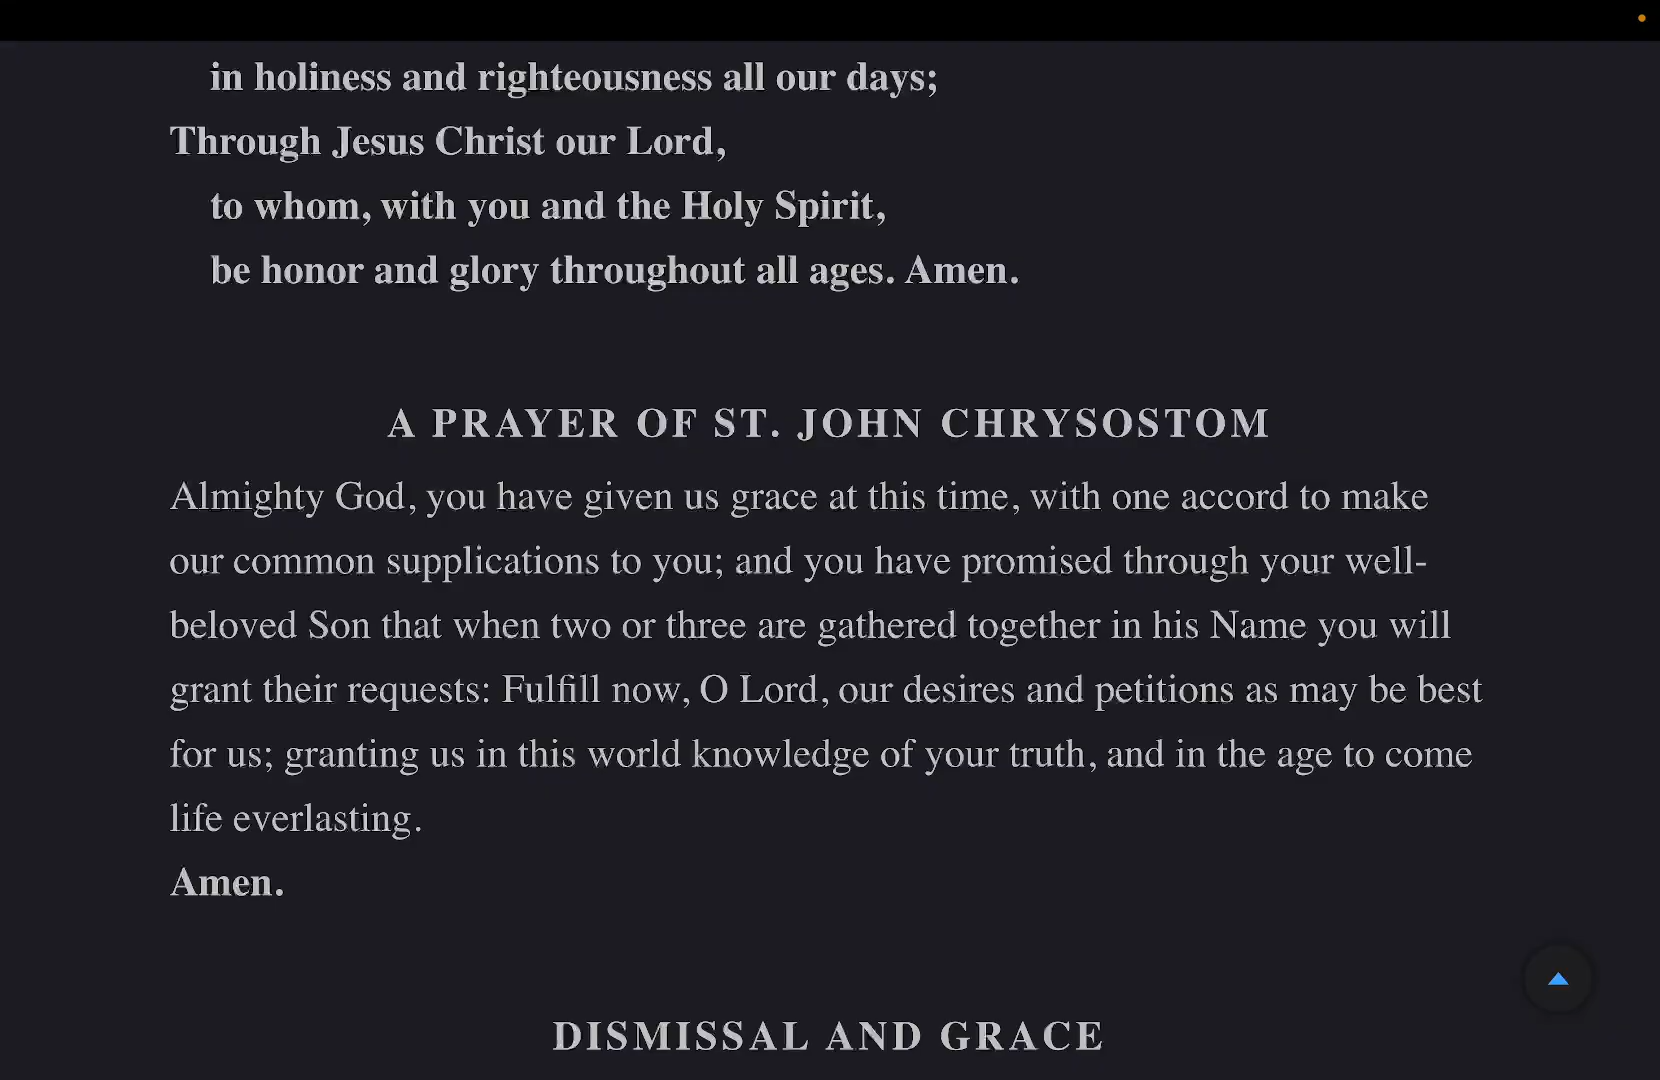 in holiness and righteousness all our days;
Through Jesus Christ our Lord,
to whom, with you and the Holy Spirit,
be honor and glory throughout all ages. Amen.
A PRAYER OF ST. JOHN CHRYSOSTOM
Almighty God, you have given us grace at this time, with one accord to make
our common supplications to you; and you have promised through your well-
beloved Son that when two or three are gathered together in his Name you will
grant their requests: Fulfill now, O Lord, our desires and petitions as may be best
for us; granting us in this world knowledge of your truth, and in the age to come
life everlasting.
Amen.
DISMISSAL AND GRACE